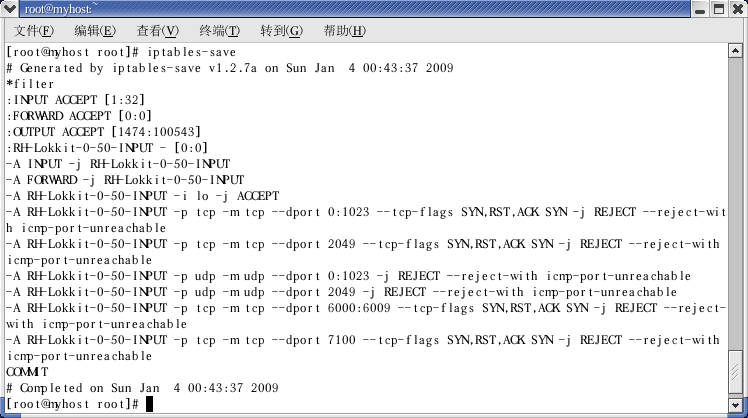 root@myhost:~
文件(F) 编辑(E) 查看(V) 终端(T) 转到(G) 帮助(H)
[root@myhost root]# iptables-save
# Generated by iptables-save v1.2.7a on Sun Jan  4 00:43:37 2009
*filter
:INPUT ACCEPT [1:32]
:FORWARD ACCEPT [0:0]
:OUTPUT ACCEPT [1474:100543]
:RH-Lokkit-0-50-INPUT - [0:0]
-A INPUT -j RH-Lokkit-0-50-INPUT
-A FORWARD -j RH-Lokkit-0-50-INPUT
-A RH-Lokkit-0-50-INPUT -i lo -j ACCEPT
-A RH-Lokkit-0-50-INPUT -p tcp -m tcp --dport 0:1023 --tcp-flags SYN,RST,ACK SYN -j REJECT --reject-wit
h icmp-port-unreachable
-A RH-Lokkit-0-50-INPUT -p tcp -m tcp --dport 2049 --tcp-flags SYN,RST,ACK SYN -j REJECT --reject-with
icmp-port-unreachable
-A RH-Lokkit-0-50-INPUT -p udp -m udp --dport 0:1023 -j REJECT --reject-with icmp-port-unreachable
-A RH-Lokkit-0-50-INPUT -p udp -m udp --dport 2049 -j REJECT --reject-with icmp-port-unreachable
-A RH-Lokkit-0-50-INPUT -p tcp -m tcp --dport 6000:6009 --tcp-flags SYN,RST,ACK SYN -j REJECT --reject-
with icmp-port-unreachable
-A RH-Lokkit-0-50-INPUT -p tcp -m tcp --dport 7100 --tcp-flags SYN,RST,ACK SYN -j REJECT --reject-with
icmp-port-unreachable
COMMIT
# Completed on Sun Jan  4 00:43:37 2009
[root@myhost root]#